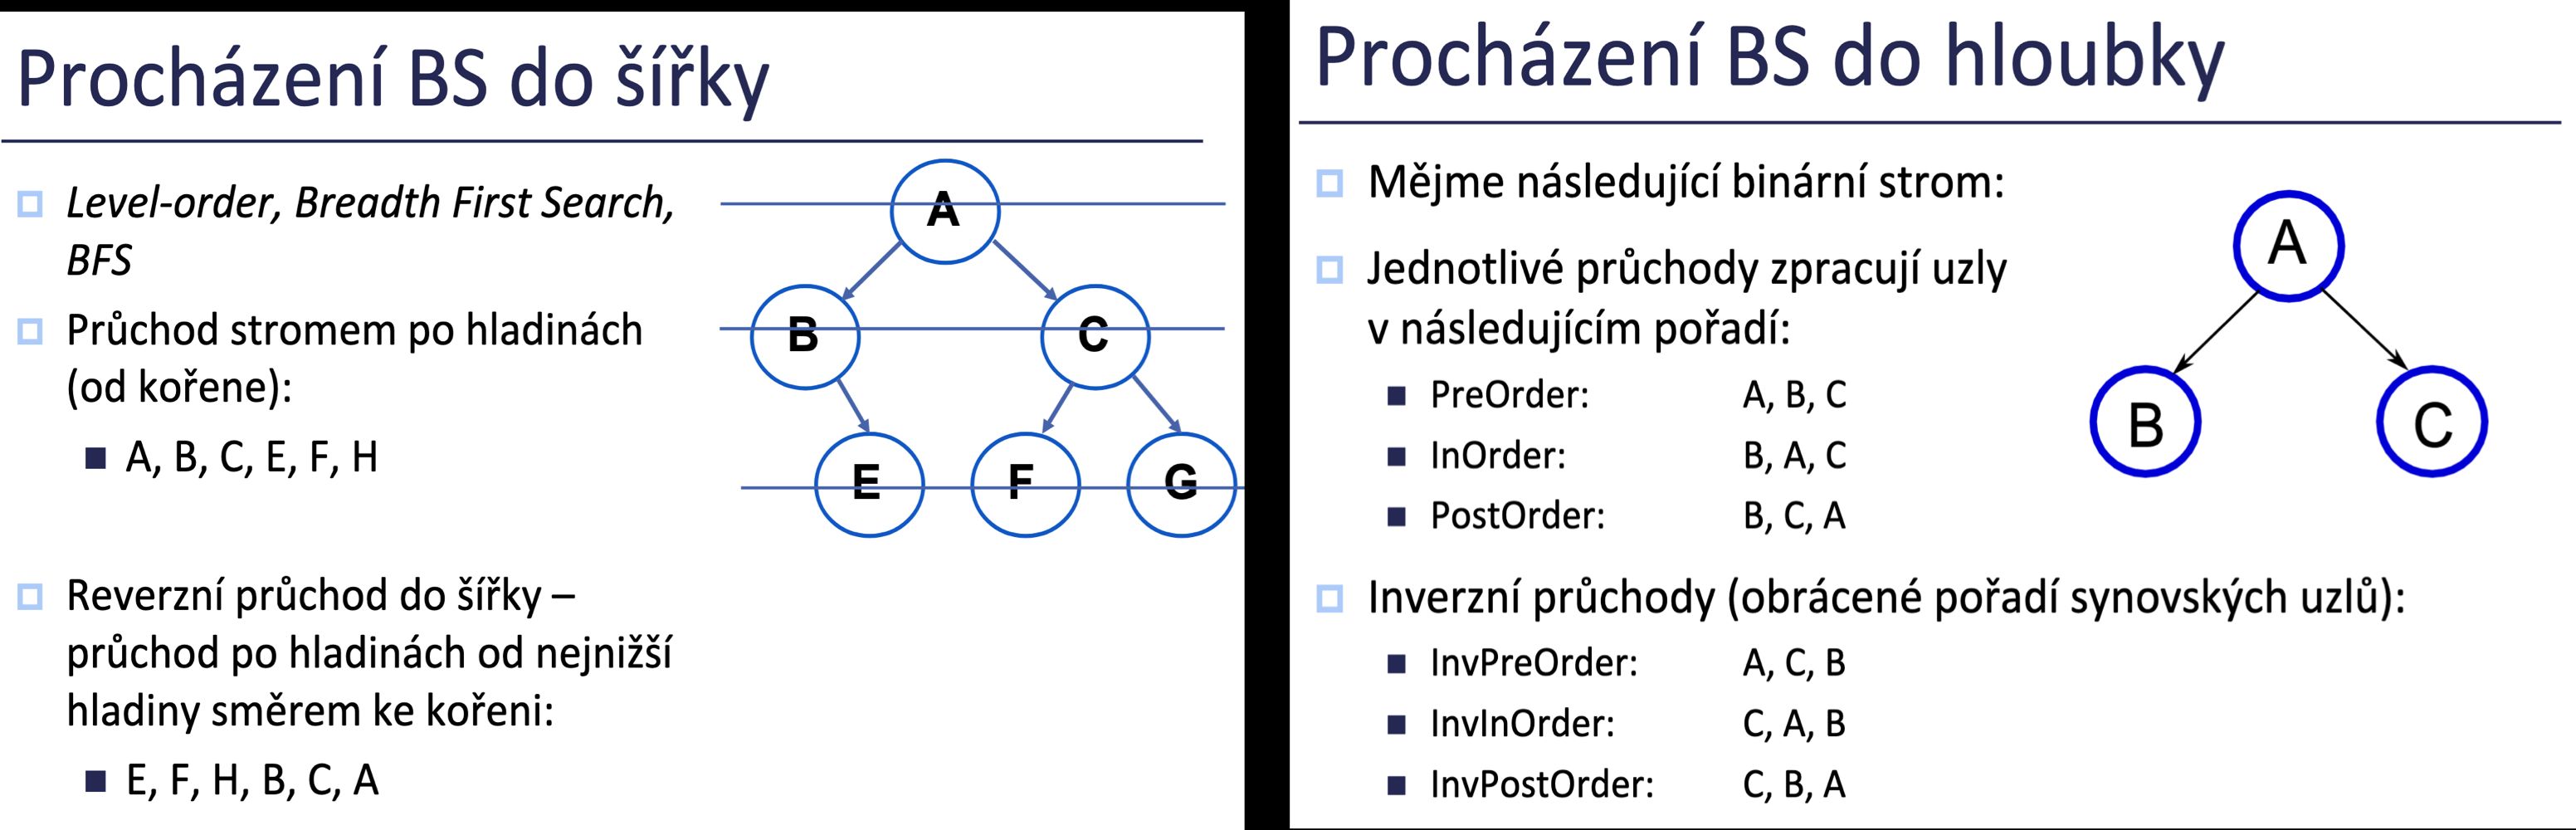 Procházení BS do šířky
Level-order, Breadth First Search,
BFS
Průchod stromem po hladinách
(od kořene):
A, B, C, E, F, H
Reverzní průchod do šířky –
průchod po hladinách od nejnižší
hladiny směrem ke kořeni:
E, F, H, B, C, A
A
B
C
E
F
G
Procházení BS do hloubky
Mějme následující binární strom:
Jednotlivé průchody zpracují uzly
v následujícím pořadí:
PreOrder: A, B, C
InOrder: B, A, C
PostOrder: B, C, A
Inverzní průchody (obrácené pořadí synovských uzlů):
InvPreOrder: A, C, B
InvInOrder: C, A, B
InvPostOrder: C, B, A
A
B
C